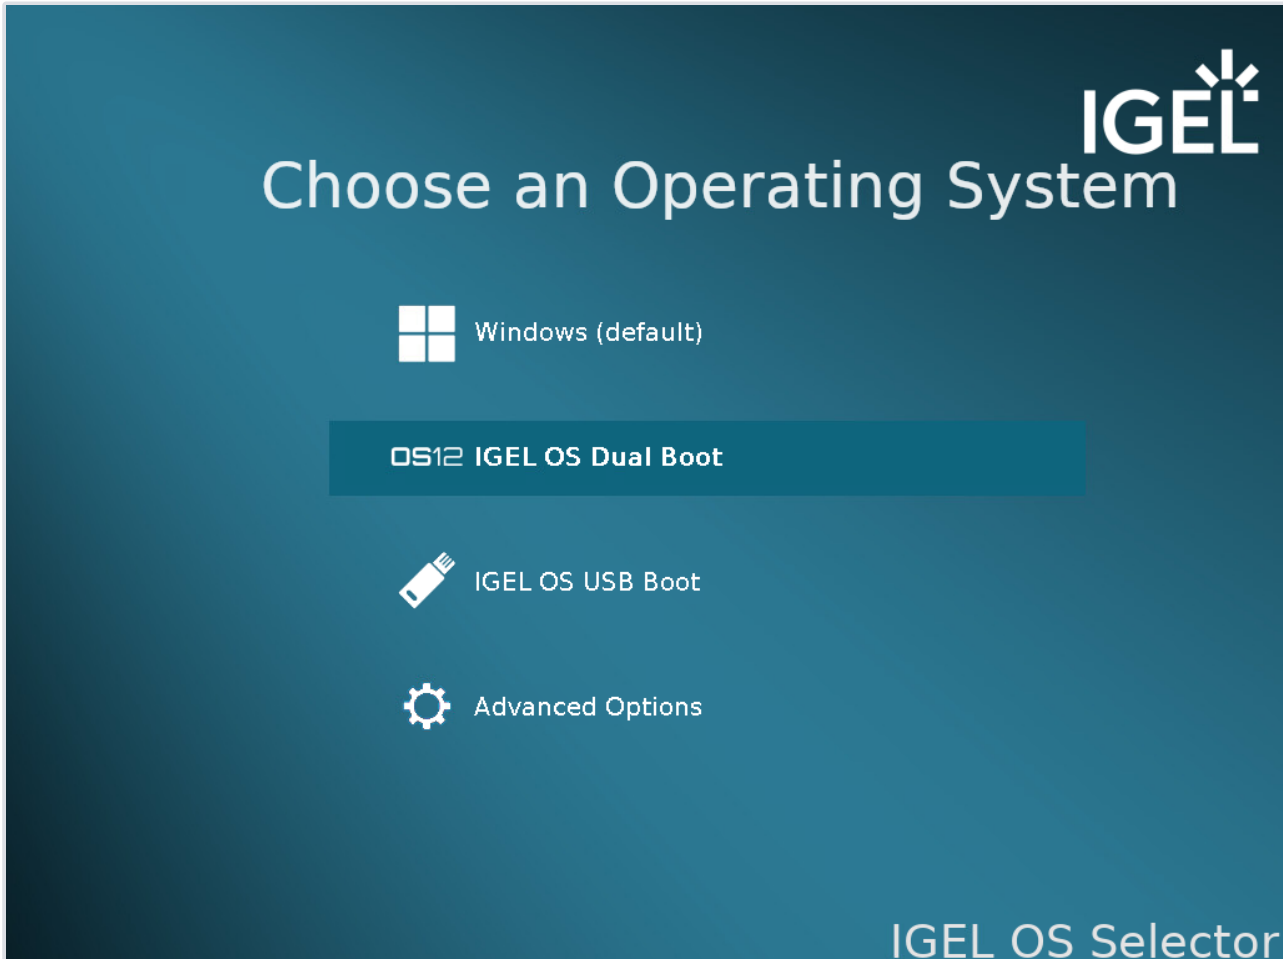 IGEL
Choose an Operating System
Windows (default)
OS12 IGEL OS Dual Boot
IGEL OS USB Boot
Advanced Options
IGEL OS Selector